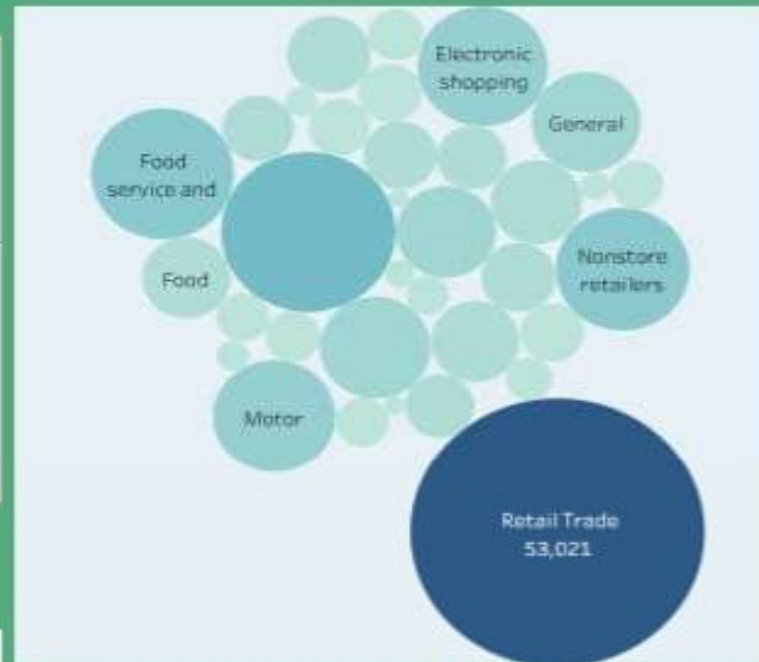 Electronic
shopping
General
Food
service and
Nonstore
retailers
Food
Motor
Retail Trade
53,021